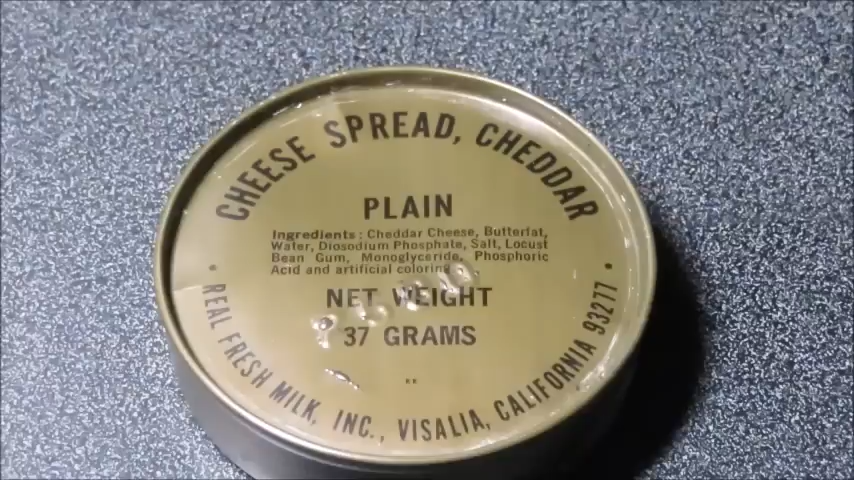 CHEESE SPREAD, CHEDDAR
PLAIN
Ingredients: Cheddar Cheese, Butterfat,
Water, Diosodium Phosphate, Salt, Locust
Bean Gum, Monoglyceride, Phosphoric
Acid and artificial coloring
NET WEIGHT
37 GRAMS
• REAL FRESH MILK, INC., VISALIA, CALIFORNIA 93277 •